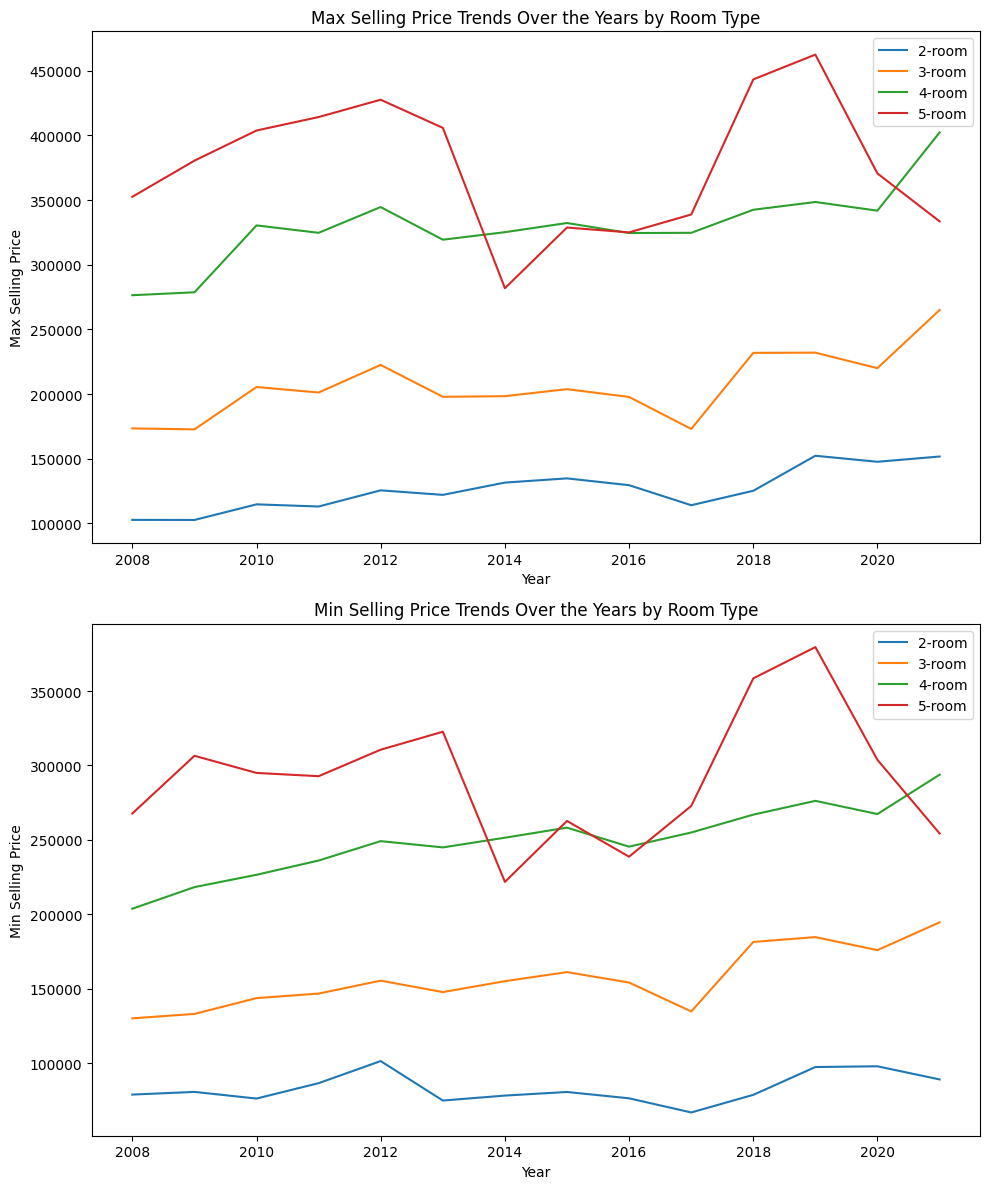 Max Selling Price Trends Over the Years by Room Type
2-room
3-room
4-room
5-room
450000
400000
350000
300000
250000
200000
150000
100000
Max Selling Price
2008 2010 2012 2014 2016 2018 2020
Year
Min Selling Price Trends Over the Years by Room Type
2-room
3-room
4-room
5-room
350000
300000
250000
200000
150000
100000
Min Selling Price
2008 2010 2012 2014 2016 2018 2020
Year